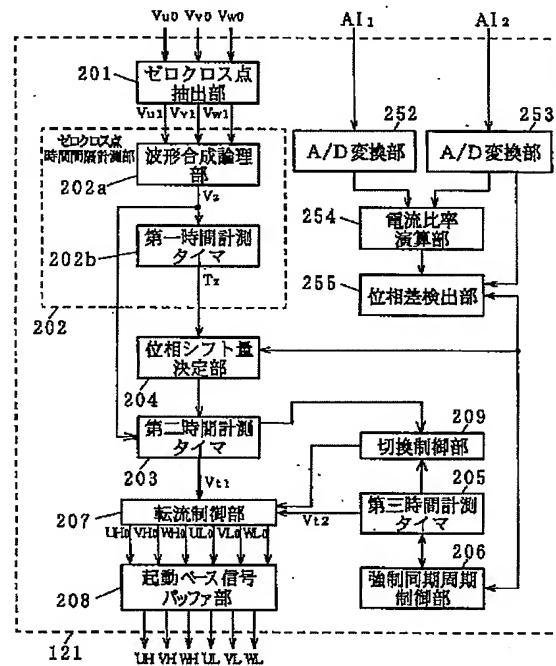 Vu0 Vv0 Vw0
AI1 AI2
201
ゼロクロス点
抽出部
Vu1 Vv1 Vw1
252 253
ゼロクロス点
時間間隔計測部
波形合成論理
部
202a
A/D変換部 A/D変換部
Vz
254
電流比率
演算部
第一時間計測
タイマ
202b
255
位相差検出部
Tz
202
位相シフト量
決定部
204
209
第二時間計測
タイマ
203
切換制御部
Vt1
205
207
転流制御部
Vt2
第三時間計測
タイマ
UH0 VH0 WH0 UL0 VL0 WL0
206
起動ベース信号
バッファ部
208
強制同期周期
制御部
121
UH VH WH UL VL WL